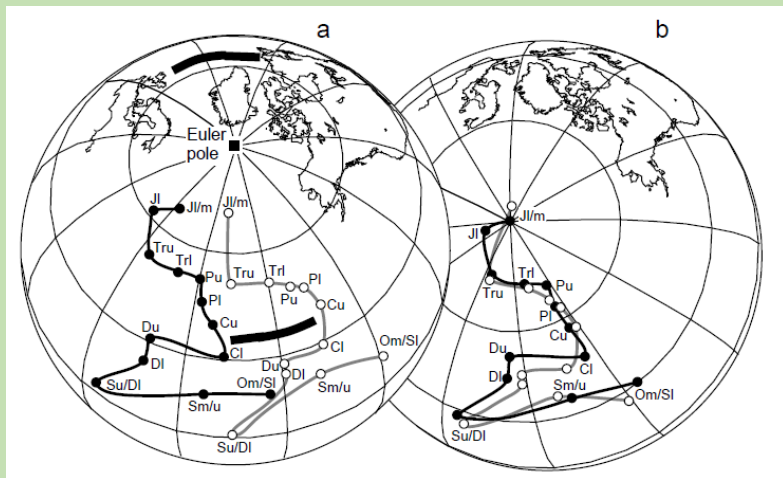 a
b
Euler
pole
Jl
Jl/m
Jl/m
Tru
Trl
Pu
Pl
Cu
Cl
Du
Dl
Su/Dl
Sm/u
Om/Sl
Tru
Trl
Pu
Pl
Cu
Cl
Du
Dl
Sm/u
Om/Sl
Su/Dl
Jl/m
Jl
Tru
Trl
Pu
Pl
Cu
Cl
Du
Dl
Sm/u
Om/Sl
Su/Dl